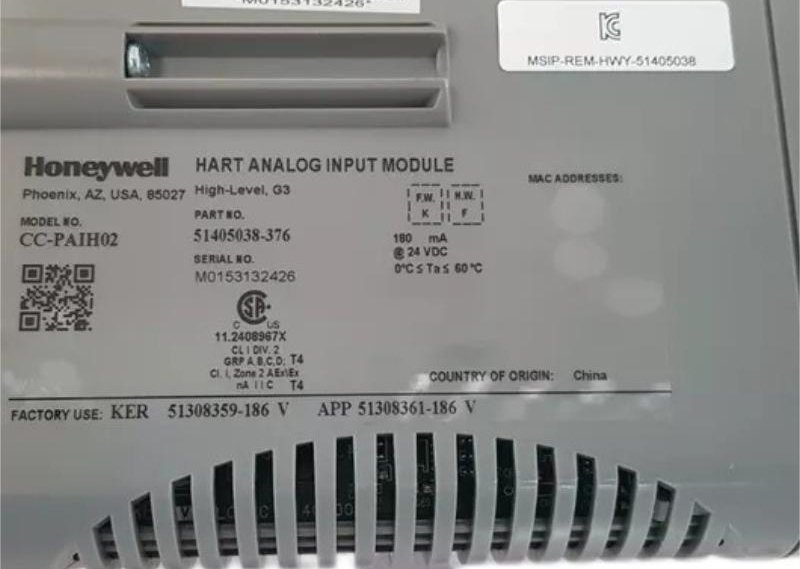 M0153132426*
MSIP-REM-HWY-51405038
Honeywell
Phoenix, AZ, USA, 85027
HART ANALOG INPUT MODULE
High-Level, G3
MAC ADDRESSES:
MODEL NO.
CC-PAIH02
PART NO.
51405038-376
SERIAL NO.
M0153132426
F.W.
K
H.W.
F
180 mA
@ 24 VDC
0°C ≤ Ta ≤ 60 °C
SA
C US
11.2408967X
CL I DIV. 2
GRP A,B,C,D; T4
Cl. I, Zone 2 AEx\Ex
nA IIC T4
COUNTRY OF ORIGIN: China
FACTORY USE: KER 51308359-186 V APP 51308361-186 V